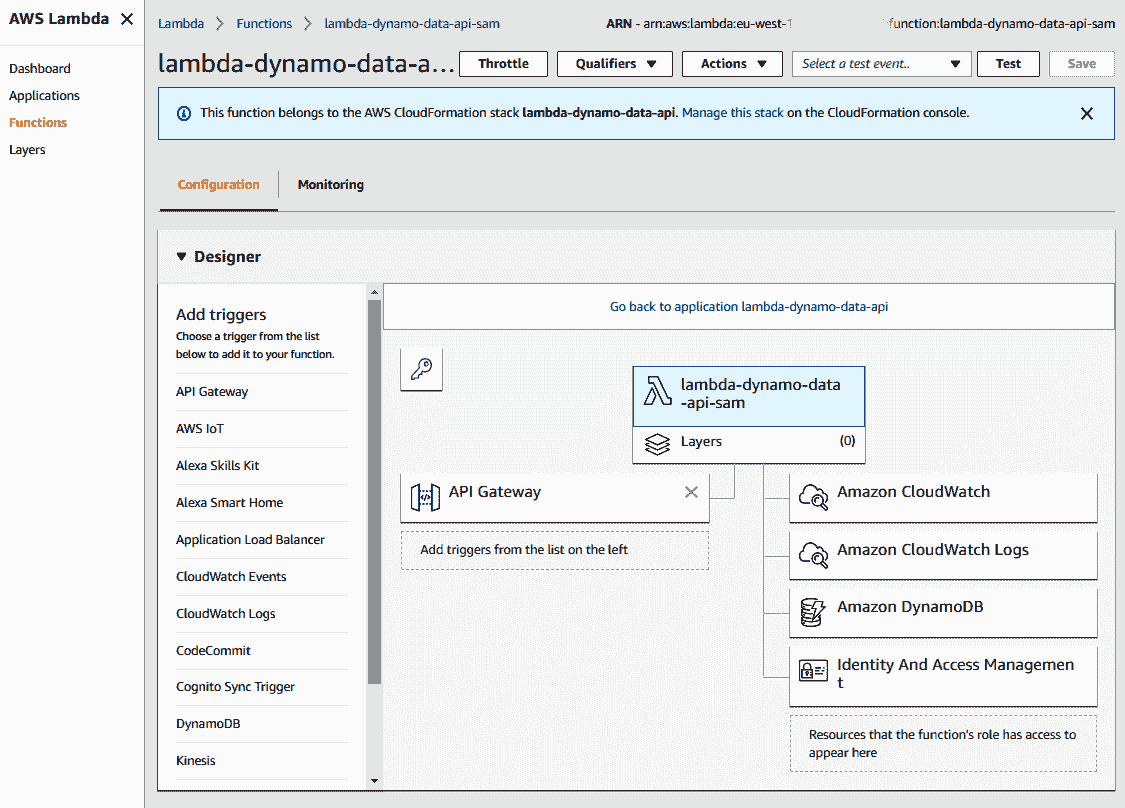 AWS Lambda
Dashboard
Applications
Functions
Layers
Lambda > Functions > lambda-dynamo-data-api-sam
ARN - arn:aws:lambda:eu-west-1
function:lambda-dynamo-data-api-sam
lambda-dynamo-data-a...
Throttle
Qualifiers
Actions
Select a test event..
Test
Save
This function belongs to the AWS CloudFormation stack lambda-dynamo-data-api. Manage this stack on the CloudFormation console.
Configuration
Monitoring
Designer
Add triggers
Choose a trigger from the list
below to add it to your function.
API Gateway
AWS IoT
Alexa Skills Kit
Alexa Smart Home
Application Load Balancer
CloudWatch Events
CloudWatch Logs
CodeCommit
Cognito Sync Trigger
DynamoDB
Kinesis
Go back to application lambda-dynamo-data-api
lambda-dynamo-data
-api-sam
Layers
(0)
API Gateway
Add triggers from the list on the left
Amazon CloudWatch
Amazon CloudWatch Logs
Amazon DynamoDB
Identity And Access Managemen
t
Resources that the function's role has access to
appear here